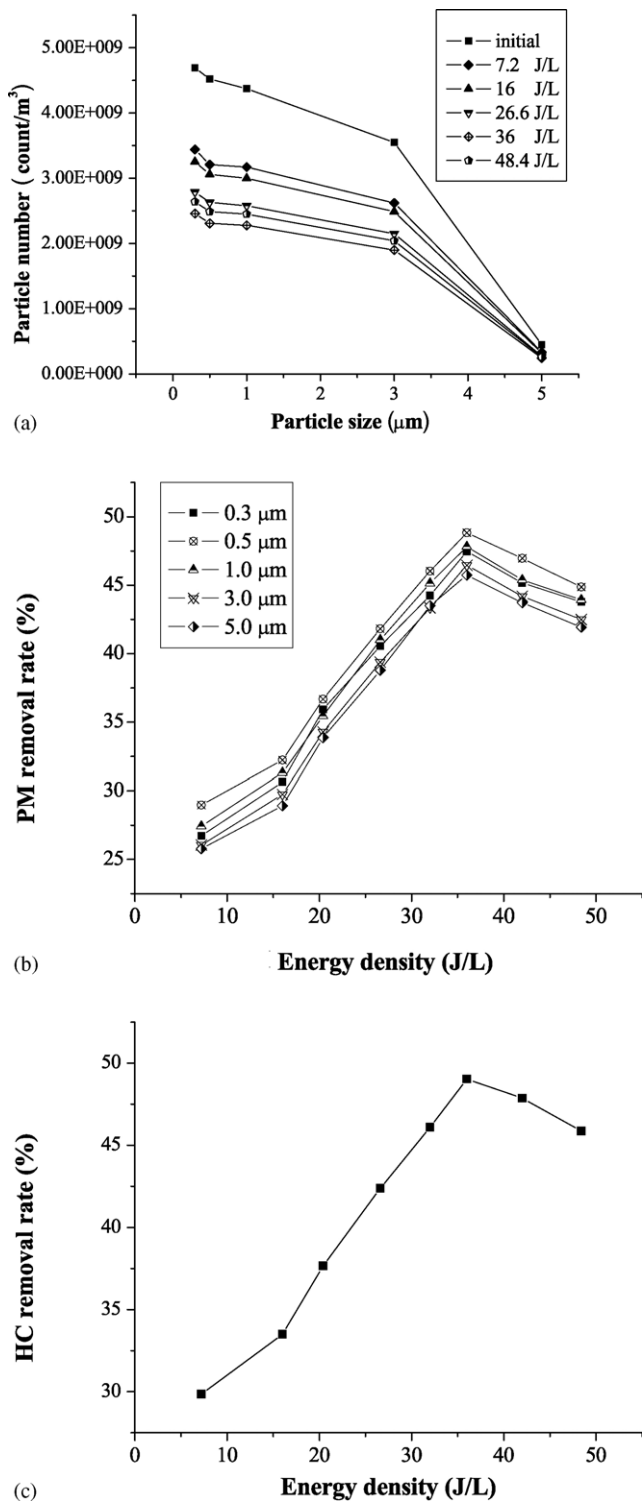 5.00E+009
4.00E+009
3.00E+009
2.00E+009
1.00E+009
0.00E+000
Particle number ( count/m³)
initial
7.2 J/L
16 J/L
26.6 J/L
36 J/L
48.4 J/L
0 1 2 3 4 5
Particle size (μm)
(a)
50
45
40
35
30
25
PM removal rate (%)
0.3 μm
0.5 μm
1.0 μm
3.0 μm
5.0 μm
0 10 20 30 40 50
Energy density (J/L)
(b)
50
45
40
35
30
HC removal rate (%)
0 10 20 30 40 50
Energy density (J/L)
(c)